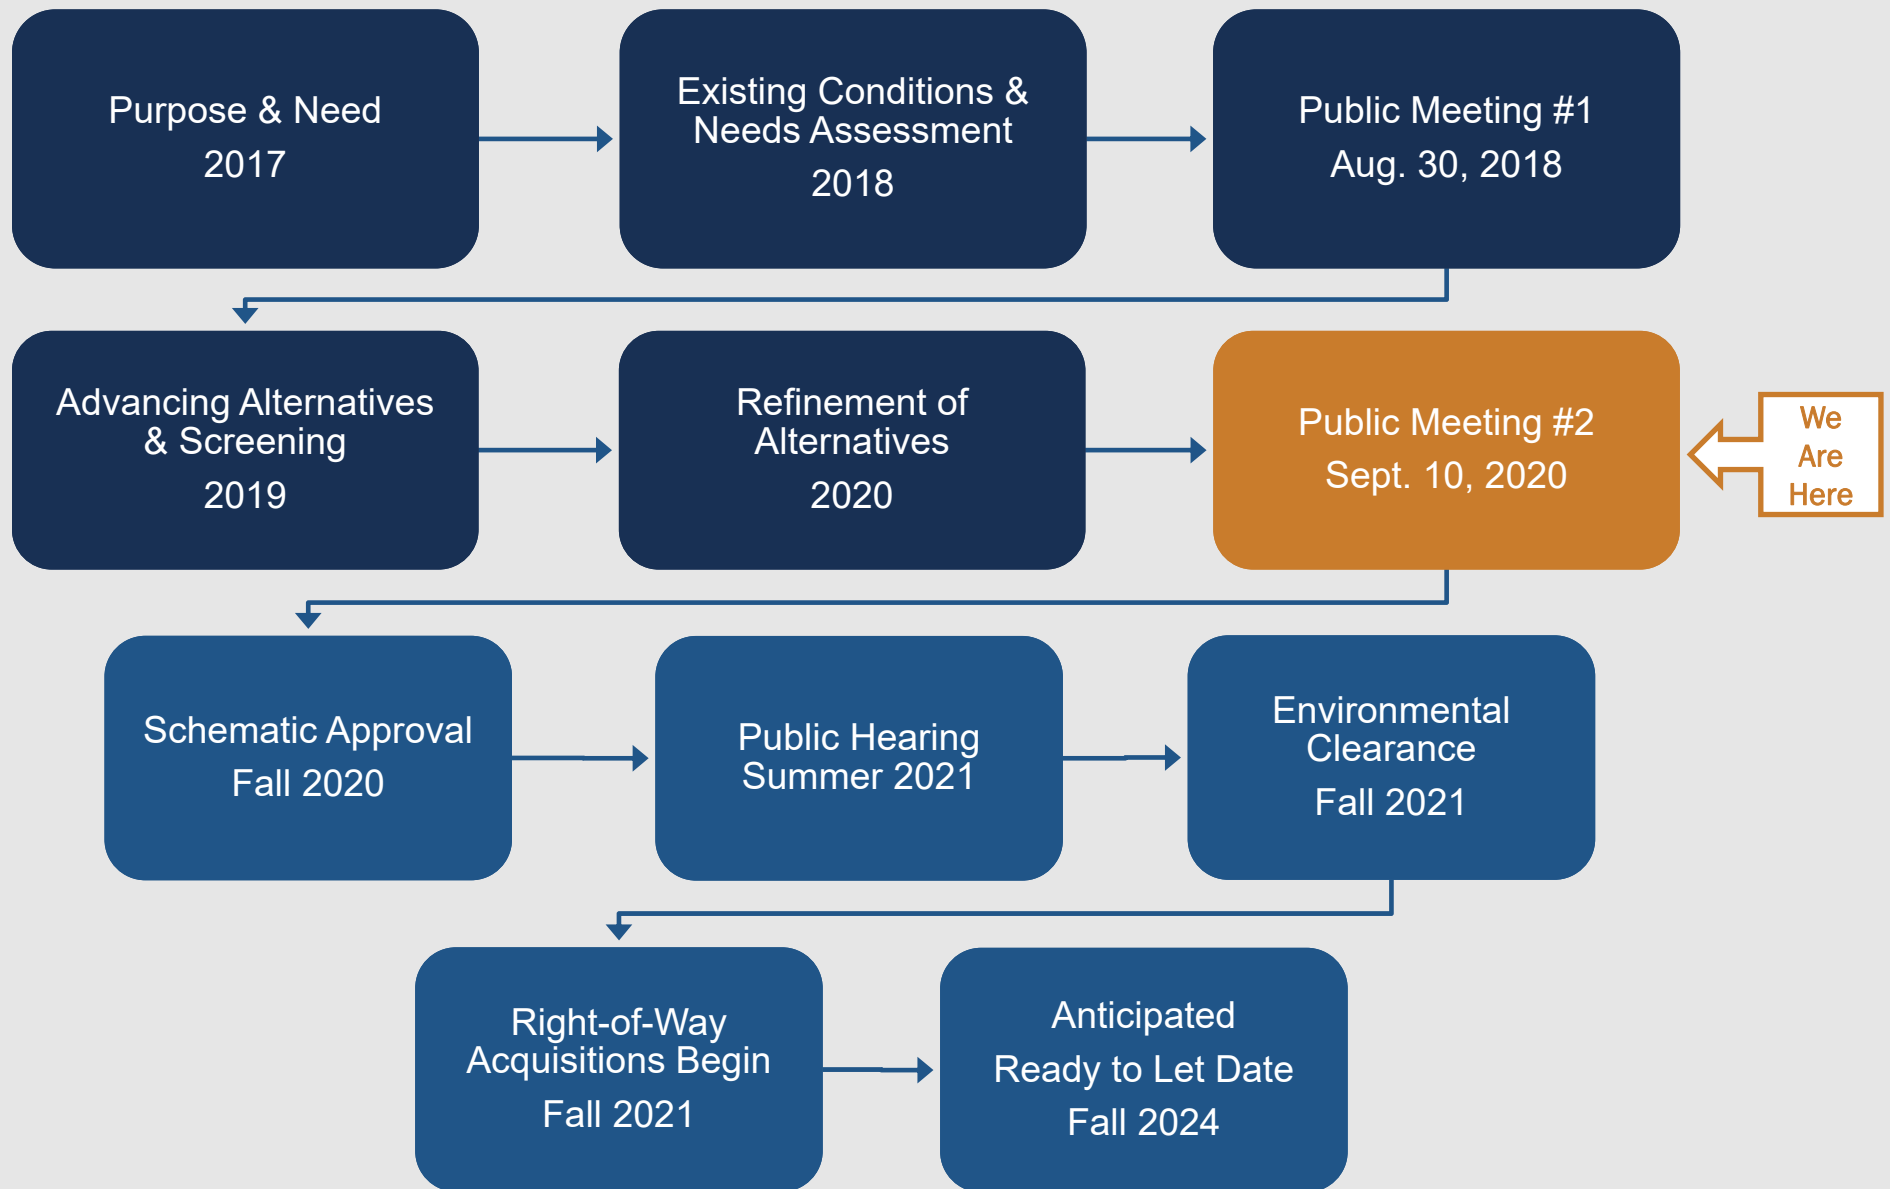 Purpose & Need
2017
Existing Conditions &
Needs Assessment
2018
Public Meeting #1
Aug. 30, 2018
Advancing Alternatives
& Screening
2019
Refinement of
Alternatives
2020
Public Meeting #2
Sept. 10, 2020
We
Are
Here
Schematic Approval
Fall 2020
Public Hearing
Summer 2021
Environmental
Clearance
Fall 2021
Right-of-Way
Acquisitions Begin
Fall 2021
Anticipated
Ready to Let Date
Fall 2024